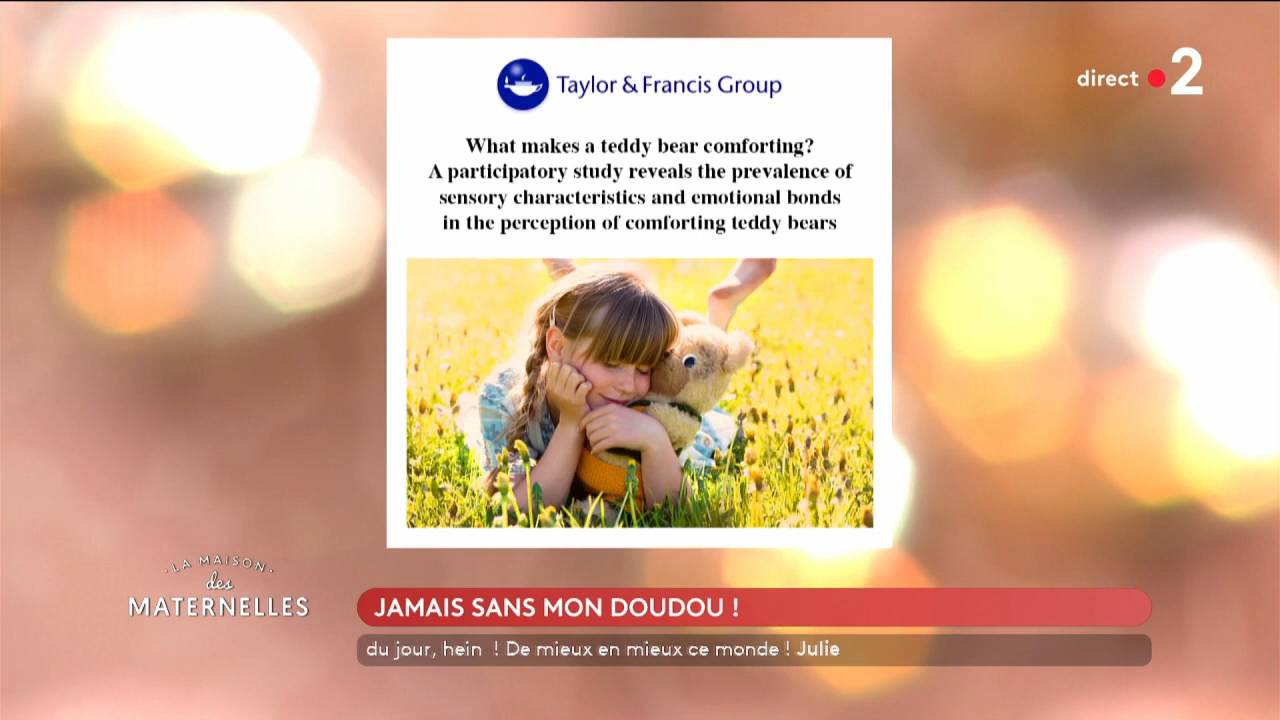 direct 2
Taylor & Francis Group
What makes a teddy bear comforting?
A participatory study reveals the prevalence of
sensory characteristics and emotional bonds
in the perception of comforting teddy bears
· LA MAISON ·
des
MATERNELLES
JAMAIS SANS MON DOUDOU !
du jour, hein  ! De mieux en mieux ce monde ! Julie